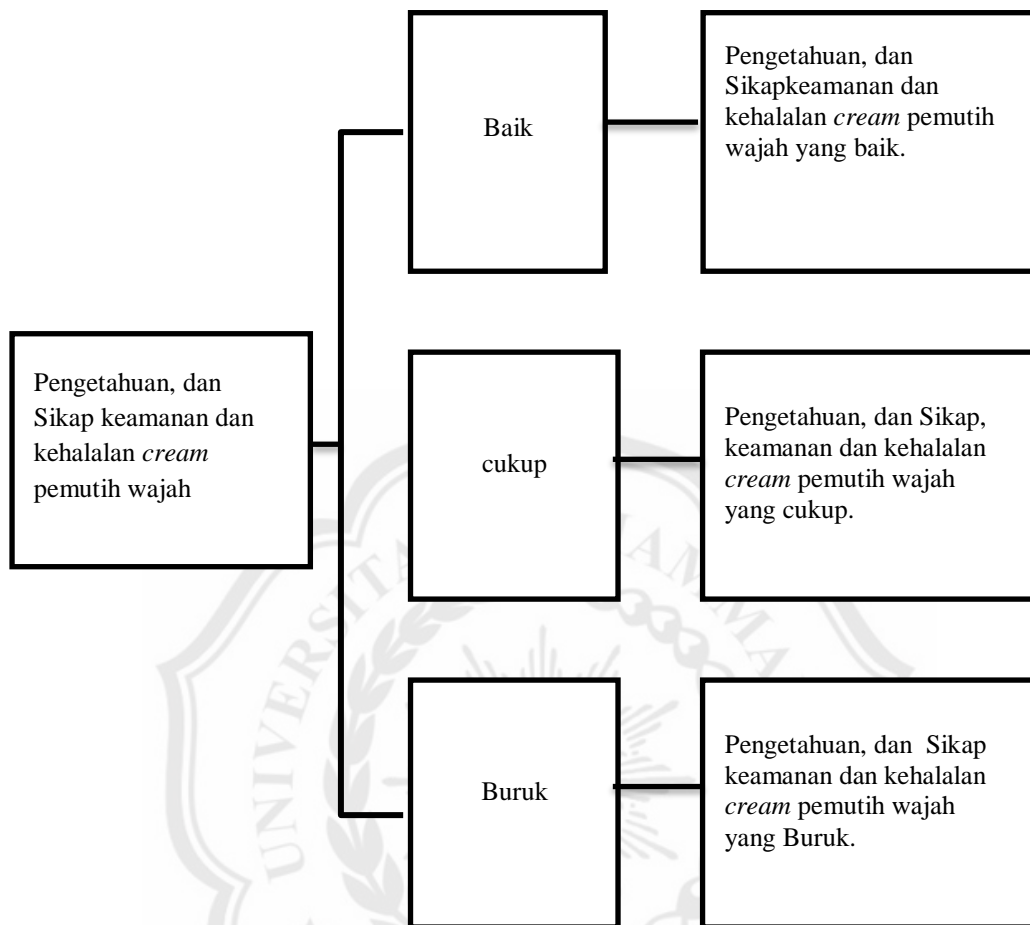 Pengetahuan, dan
Sikap keamanan dan
kehalalan cream
pemutih wajah
Baik
Pengetahuan, dan
Sikapkeamanan dan
kehalalan cream pemutih
wajah yang baik.
cukup
Pengetahuan, dan Sikap,
keamanan dan kehalalan
cream pemutih wajah
yang cukup.
Buruk
Pengetahuan, dan Sikap
keamanan dan kehalalan
cream pemutih wajah
yang Buruk.